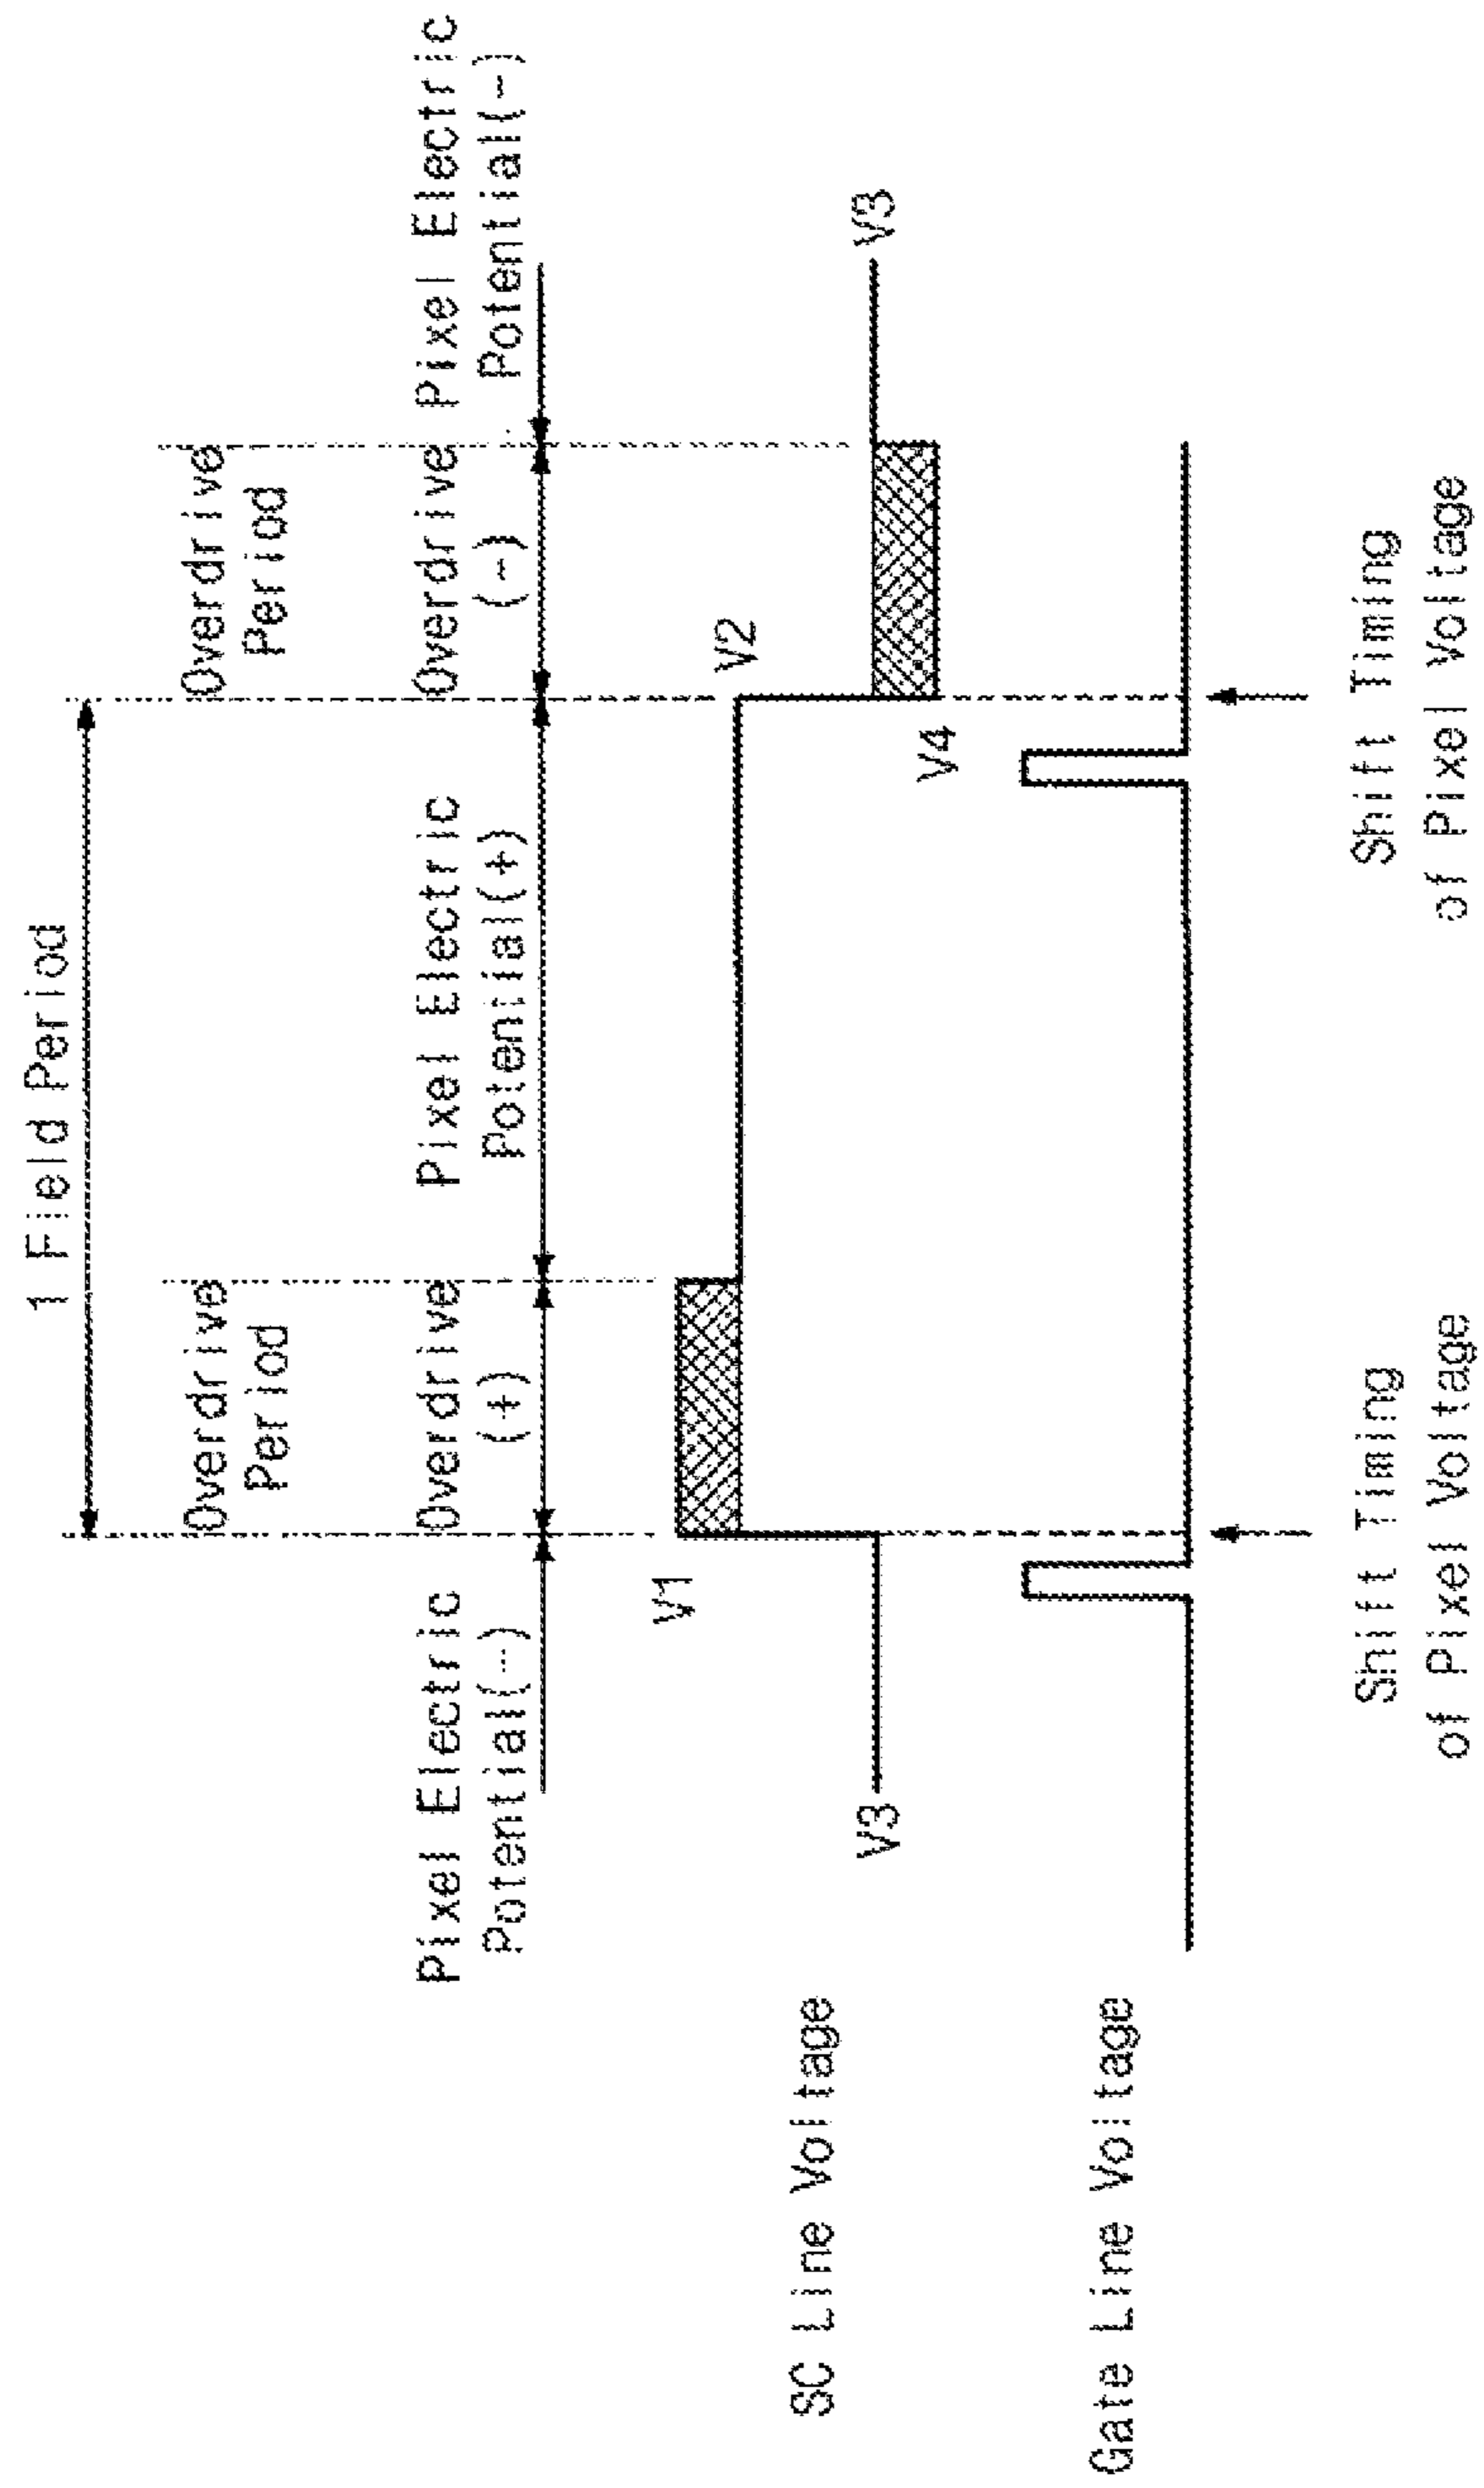 1 Field Period
Overdrive
Period
Overdrive
Period
Pixel Electric
Potential(-)
Overdrive
(+)
Pixel Electric
Potential(+)
Overdrive
(-)
Pixel Electric
Potential(-)
SC Line Voltage
V3
V1
V2
V4
V3
Gate Line Voltage
Shift Timing
of Pixel Voltage
Shift Timing
of Pixel Voltage